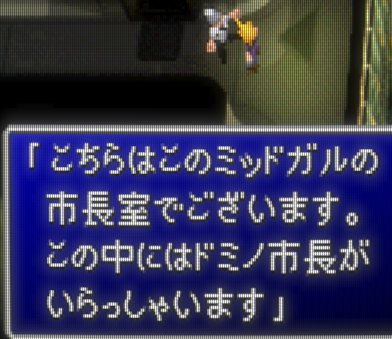 「こちらはこのミッドガルの
市長室でございます。
この中にはドミノ市長が
いらっしゃいます」